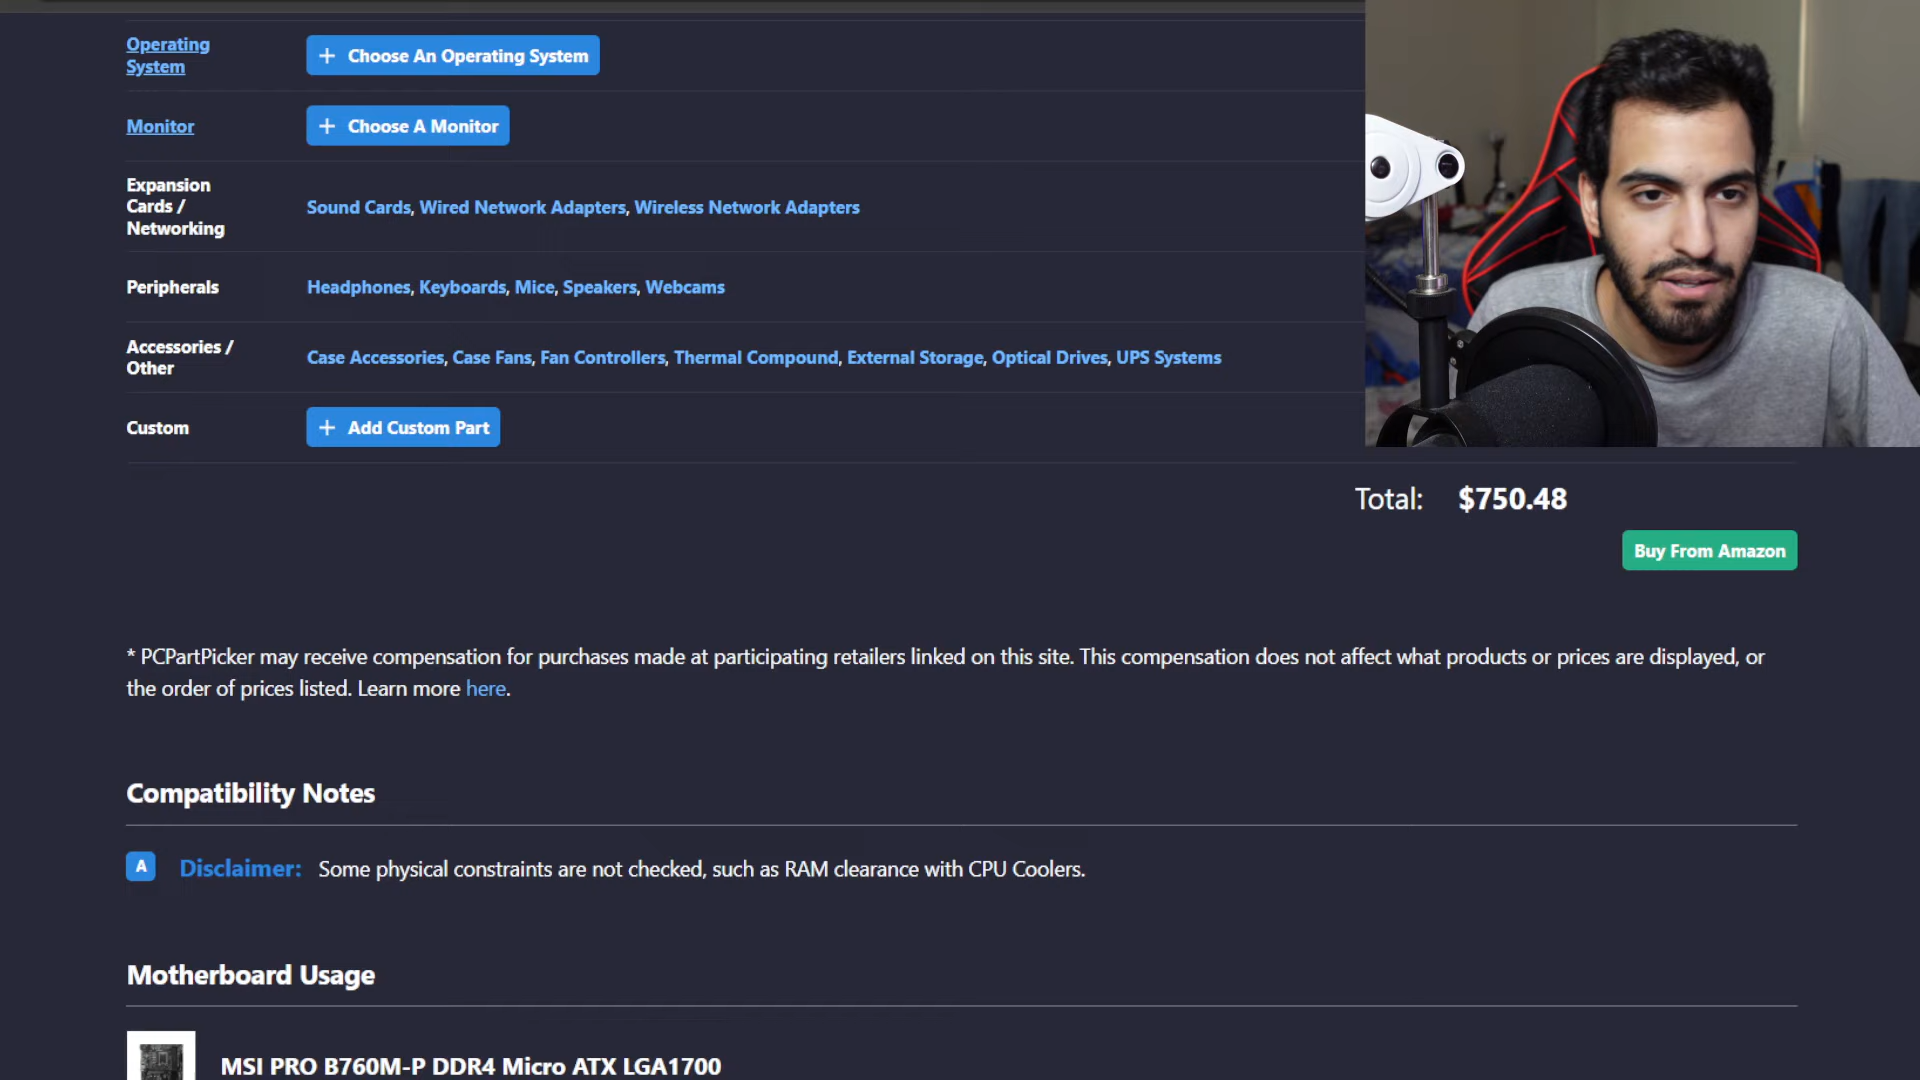 Operating
System
+ Choose An Operating System
Monitor
+ Choose A Monitor
Expansion
Cards /
Networking
Sound Cards, Wired Network Adapters, Wireless Network Adapters
Peripherals
Headphones, Keyboards, Mice, Speakers, Webcams
Accessories /
Other
Case Accessories, Case Fans, Fan Controllers, Thermal Compound, External Storage, Optical Drives, UPS Systems
Custom
+ Add Custom Part
Total: $750.48
Buy From Amazon
* PCPartPicker may receive compensation for purchases made at participating retailers linked on this site. This compensation does not affect what products or prices are displayed, or
the order of prices listed. Learn more here.
Compatibility Notes
A Disclaimer: Some physical constraints are not checked, such as RAM clearance with CPU Coolers.
Motherboard Usage
MSI PRO B760M-P DDR4 Micro ATX LGA1700